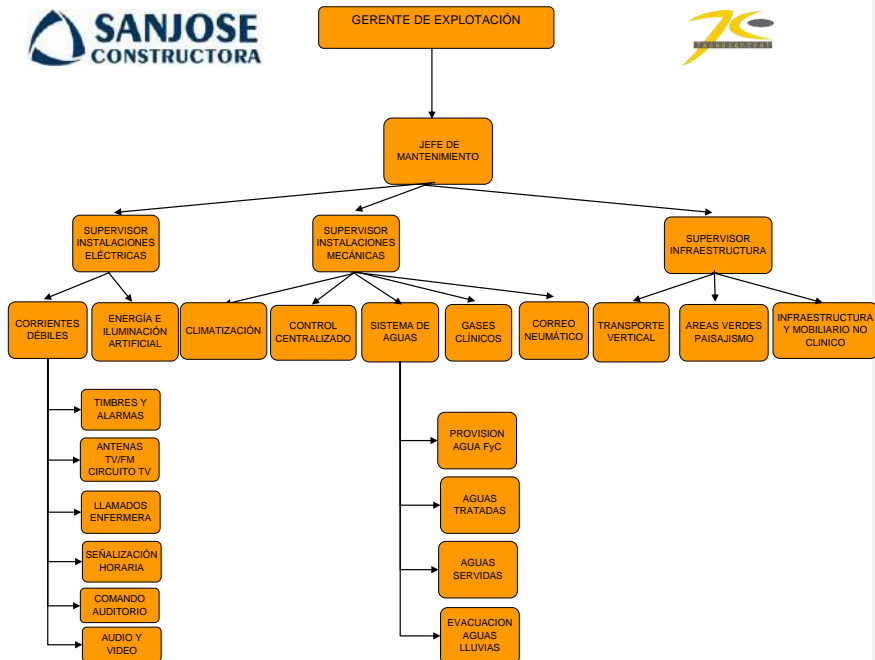 SANJOSE
CONSTRUCTORA
GERENTE DE EXPLOTACIÓN
Tecnocontrol
JEFE DE
MANTENIMIENTO
SUPERVISOR
INSTALACIONES
ELÉCTRICAS
SUPERVISOR
INSTALACIONES
MECÁNICAS
SUPERVISOR
INFRAESTRUCTURA
CORRIENTES
DÉBILES
ENERGÍA E
ILUMINACIÓN
ARTIFICIAL
CLIMATIZACIÓN
CONTROL
CENTRALIZADO
SISTEMA DE
AGUAS
GASES
CLÍNICOS
CORREO
NEUMÁTICO
TRANSPORTE
VERTICAL
AREAS VERDES
PAISAJISMO
INFRAESTRUCTURA
Y MOBILIARIO NO
CLINICO
TIMBRES Y
ALARMAS
ANTENAS
TV/FM
CIRCUITO TV
LLAMADOS
ENFERMERA
SEÑALIZACIÓN
HORARIA
COMANDO
AUDITORIO
AUDIO Y
VIDEO
PROVISION
AGUA FyC
AGUAS
TRATADAS
AGUAS
SERVIDAS
EVACUACION
AGUAS
LLUVIAS